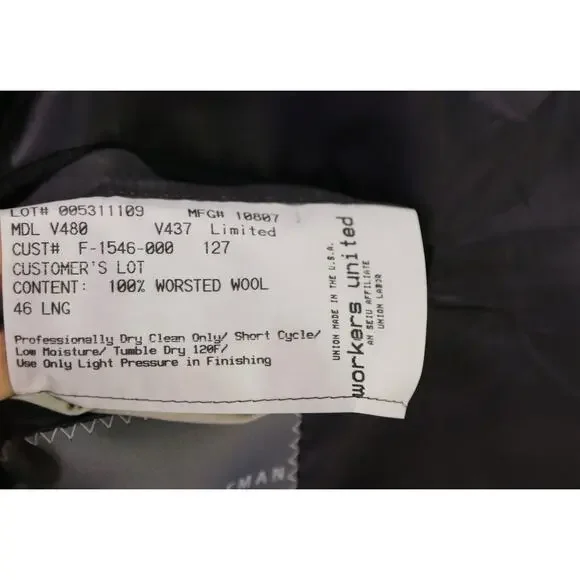 LOT# 005311109 MFG# 10807
MDL V480 V437 Limited
CUST# F-1546-000 127
CUSTOMER'S LOT
CONTENT: 100% WORSTED WOOL
46 LNG
Professionally Dry Clean Only/ Short Cycle/
Low Moisture/ Tumble Dry 120F/
Use Only Light Pressure in Finishing
UNION MADE IN THE U.S.A.
workers united
AN SEIU AFFILIATE
UNION LABOR